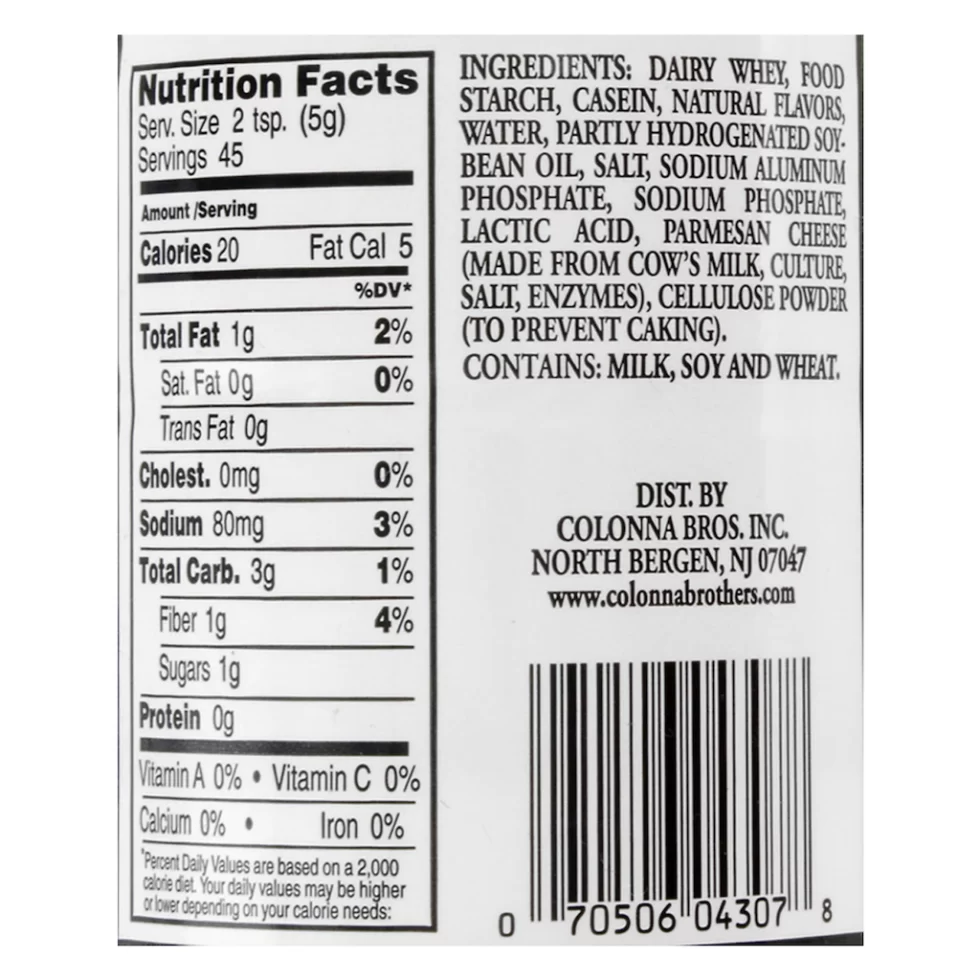 Nutrition Facts
Serv. Size 2 tsp. (5g)
Servings 45
Amount /Serving
Calories 20 Fat Cal 5
%DV*
Total Fat 1g 2%
Sat. Fat 0g 0%
Trans Fat 0g
Cholest. 0mg 0%
Sodium 80mg 3%
Total Carb. 3g 1%
Fiber 1g 4%
Sugars 1g
Protein 0g
Vitamin A 0% • Vitamin C 0%
Calcium 0% • Iron 0%
*Percent Daily Values are based on a 2,000
calorie diet. Your daily values may be higher
or lower depending on your calorie needs:
INGREDIENTS: DAIRY WHEY, FOOD
STARCH, CASEIN, NATURAL FLAVORS,
WATER, PARTLY HYDROGENATED SOY-
BEAN OIL, SALT, SODIUM ALUMINUM
PHOSPHATE, SODIUM PHOSPHATE,
LACTIC ACID, PARMESAN CHEESE
(MADE FROM COW'S MILK, CULTURE,
SALT, ENZYMES), CELLULOSE POWDER
(TO PREVENT CAKING).
CONTAINS: MILK, SOY AND WHEAT.
DIST. BY
COLONNA BROS. INC.
NORTH BERGEN, NJ 07047
www.colonnabrothers.com
0 70506 04307 8